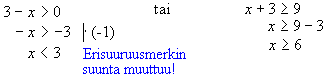 3 − x > 0 tai x + 3 ≥ 9
− x > −3 |· (-1) x ≥ 9 − 3
x < 3 Erisuuruusmerkin x ≥ 6
suunta muuttuu!